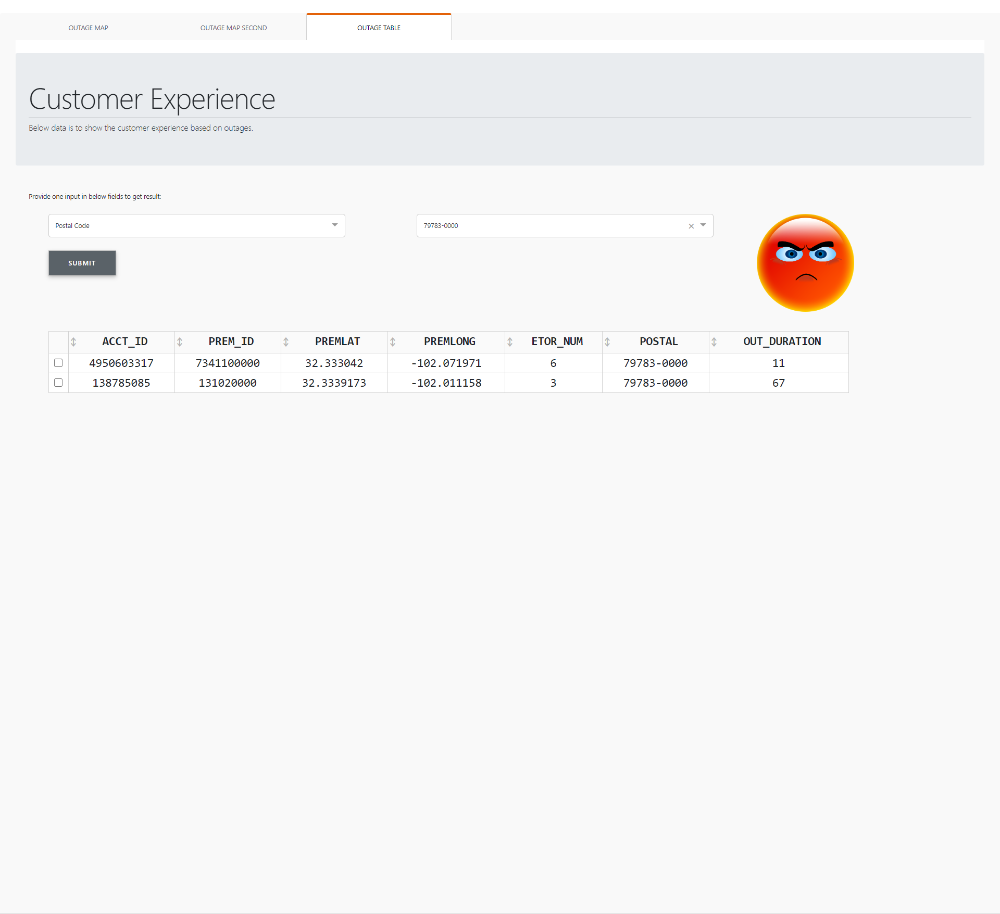 OUTAGE MAP OUTAGE MAP SECOND OUTAGE TABLE
Customer Experience
Below data is to show the customer experience based on outages.
Provide one input in below fields to get result:
Postal Code 79783-0000
SUBMIT
ACCT_ID PREM_ID PREMLAT PREMLONG ETOR_NUM POSTAL OUT_DURATION
4950603317 7341100000 32.333042 -102.071971 6 79783-0000 11
138785085 131020000 32.3339173 -102.011158 3 79783-0000 67